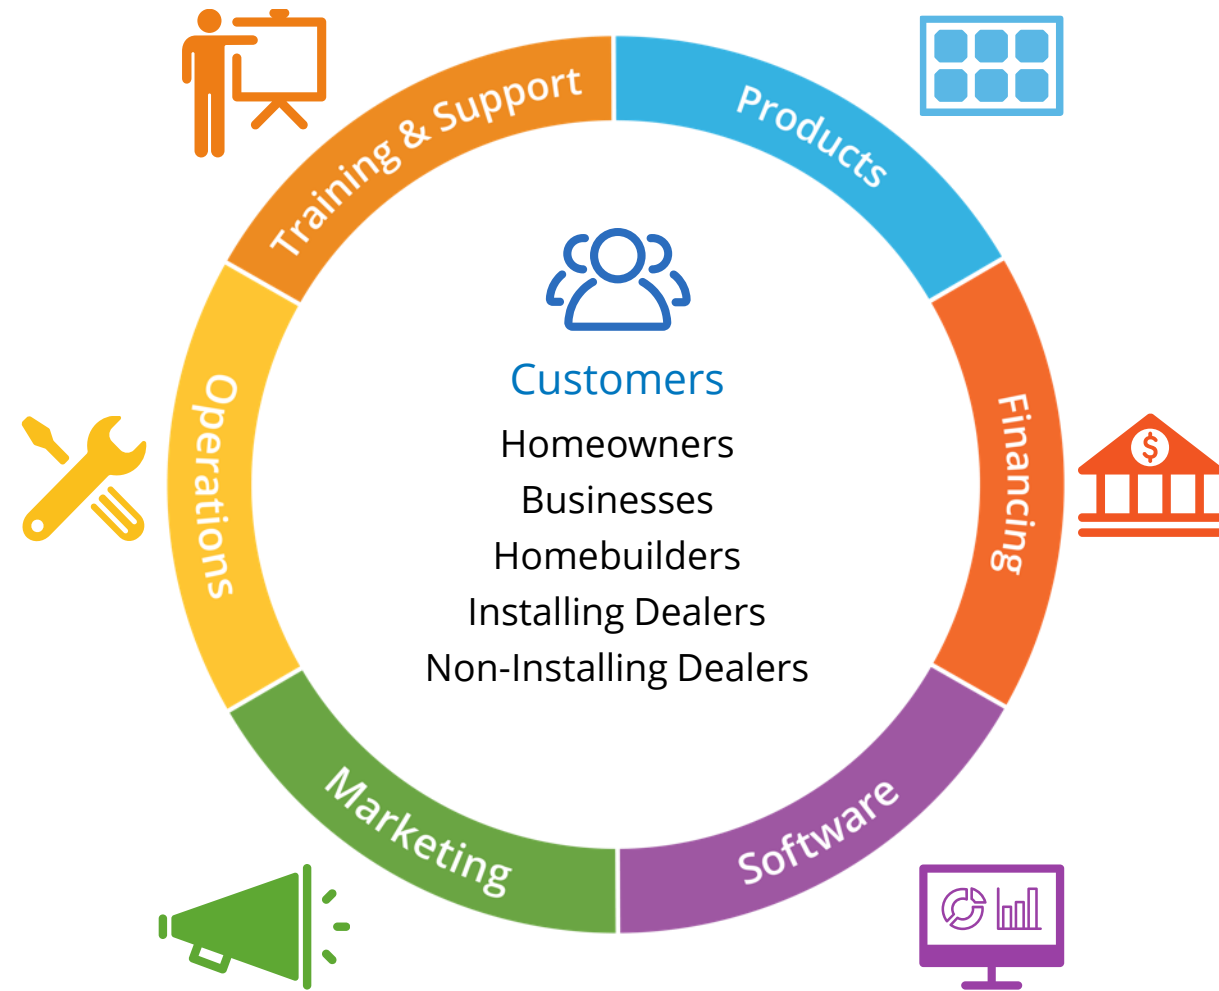 Training & Support
Products
Financing
Software
Marketing
Operations
Customers
Homeowners
Businesses
Homebuilders
Installing Dealers
Non-Installing Dealers
$